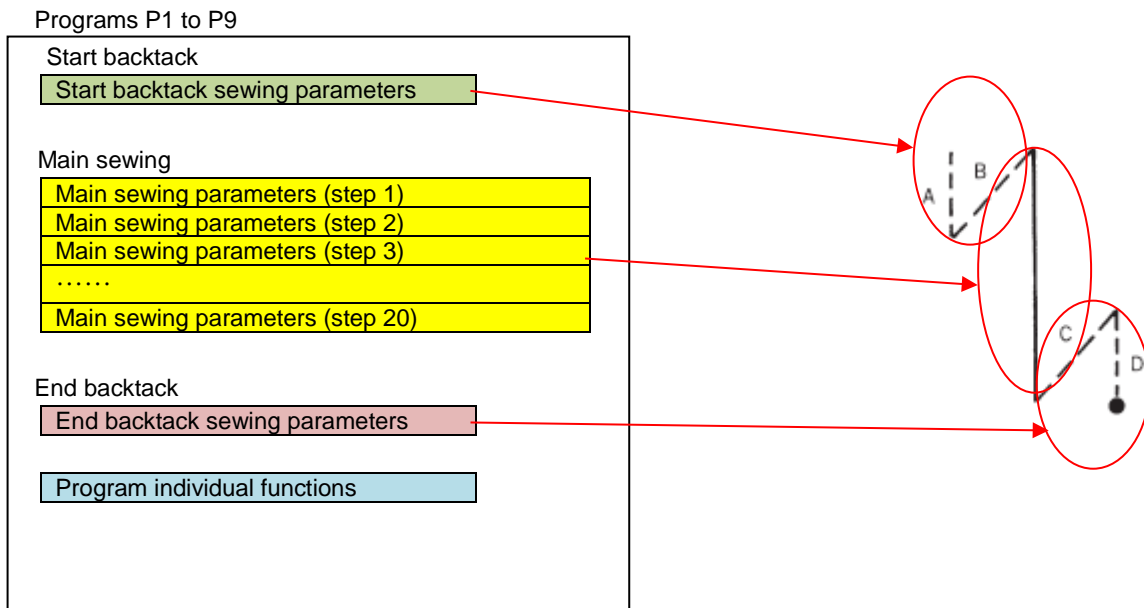 Programs P1 to P9
Start backtack
Start backtack sewing parameters
Main sewing
Main sewing parameters (step 1)
Main sewing parameters (step 2)
Main sewing parameters (step 3)
……
Main sewing parameters (step 20)
End backtack
End backtack sewing parameters
Program individual functions
A
B
C
D